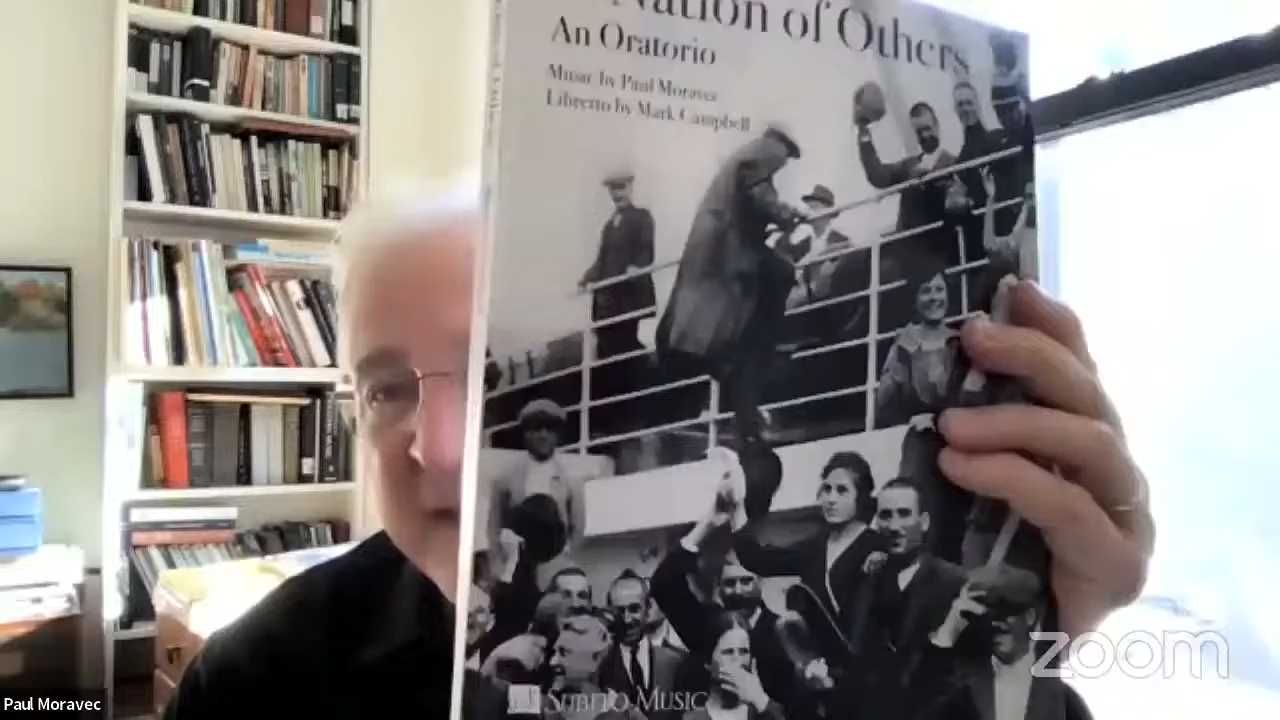 Nation of Others
An Oratorio
Music by Paul Moravec
Libretto by Mark Campbell
Subito Music
zoom
Paul Moravec